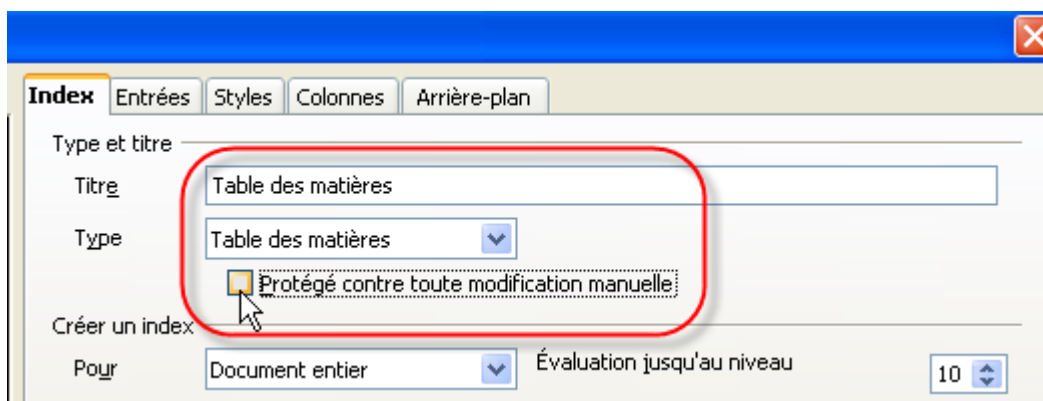 Index Entrées Styles Colonnes Arrière-plan
Type et titre
Titre Table des matières
Type Table des matières
Protégé contre toute modification manuelle
Créer un index
Pour Document entier Évaluation jusqu'au niveau 10